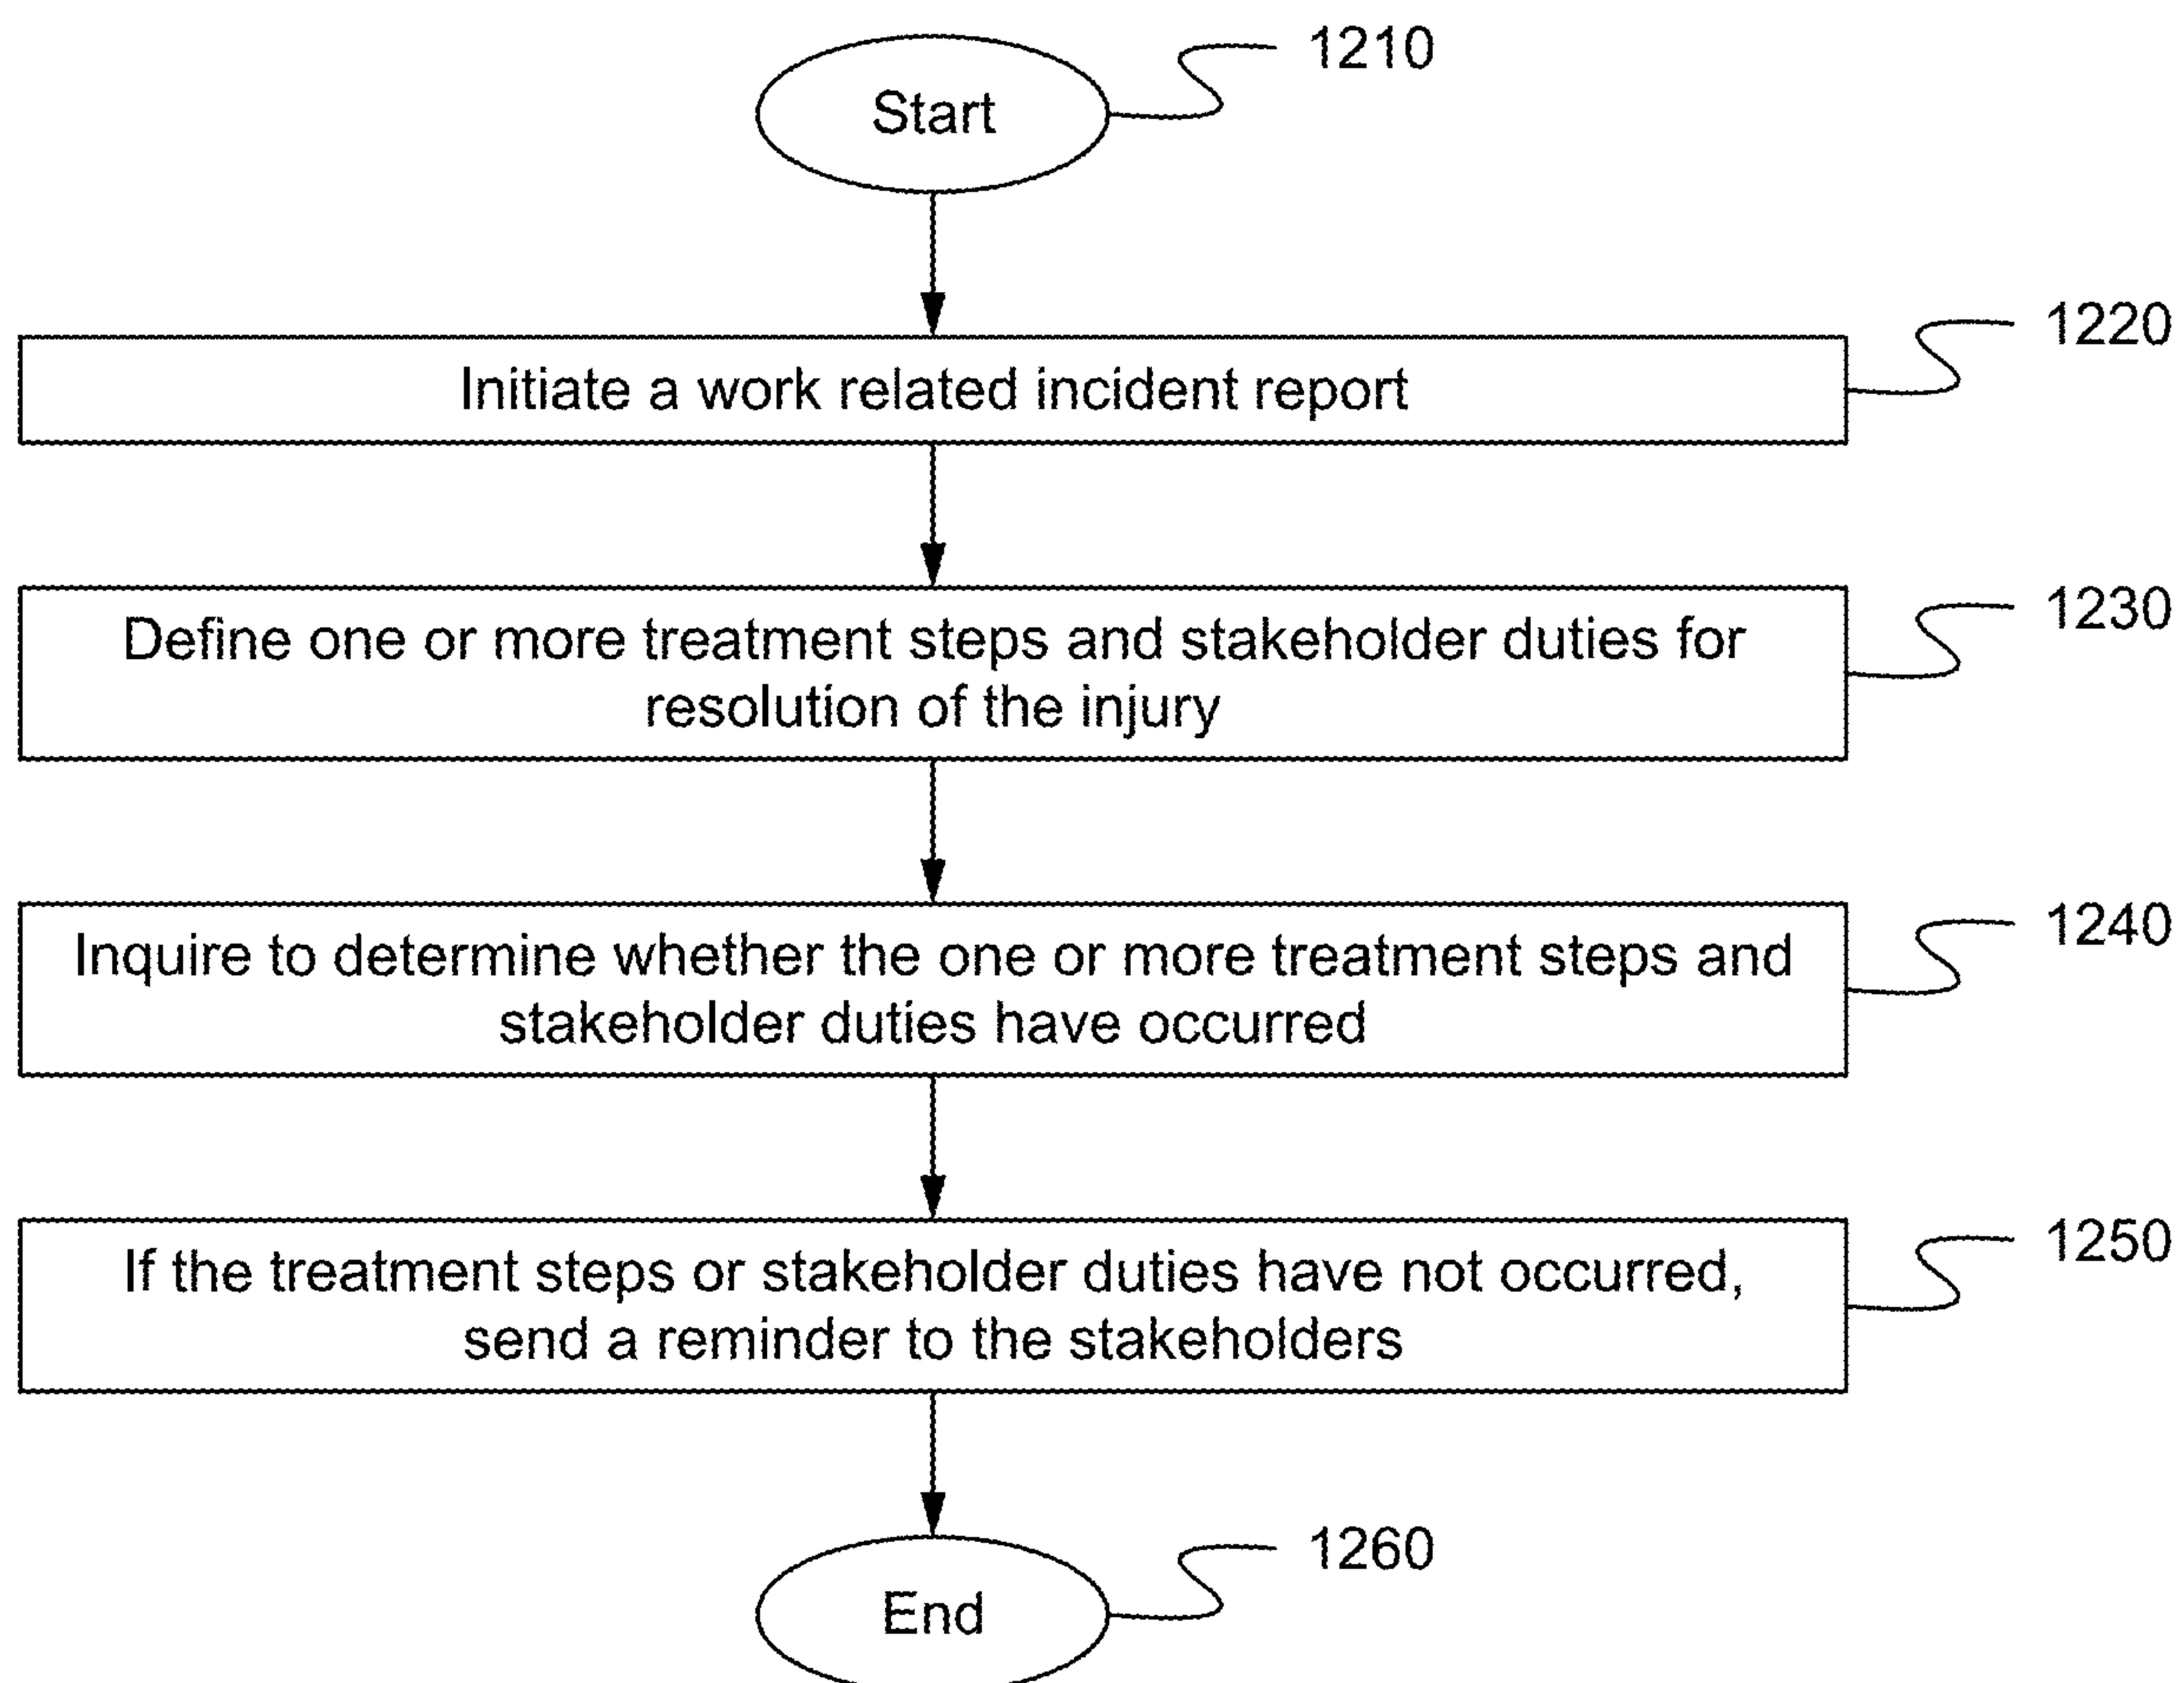 Start
1210
Initiate a work related incident report
1220
Define one or more treatment steps and stakeholder duties for
resolution of the injury
1230
Inquire to determine whether the one or more treatment steps and
stakeholder duties have occurred
1240
If the treatment steps or stakeholder duties have not occurred,
send a reminder to the stakeholders
1250
End
1260